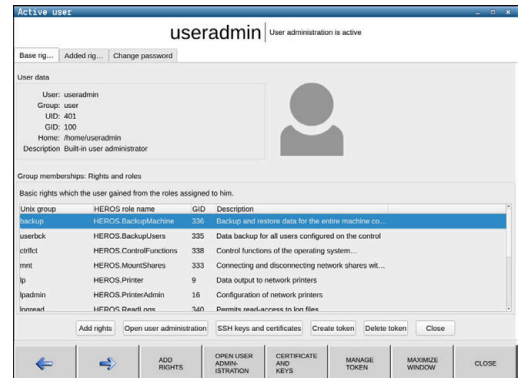 Active user
useradmin User administration is active
Base rig... Added rig... Change password
User data
User: useradmin
Group: user
UID: 401
GID: 100
Home: /home/useradmin
Description Built-in user administrator
Group memberships: Rights and roles
Basic rights which the user gained from the roles assigned to him.
Unix group HEROS role name GID Description
backup HEROS.BackupMachine 336 Backup and restore data for the entire machine co...
userbck HEROS.BackupUsers 335 Data backup for all users configured on the control
ctrlfct HEROS.ControlFunctions 338 Control functions of the operating system...
mnt HEROS.MountShares 333 Connecting and disconnecting network shares wit...
lp HEROS.Printer 9 Data output to network printers
lpadmin HEROS.PrinterAdmin 16 Configuration of network printers
logread HEROS.ReadLogs 340 Permits read-access to log files
Add rights Open user administration SSH keys and certificates Create token Delete token Close
ADD RIGHTS
OPEN USER ADMIN- ISTRATION
CERTIFICATE AND KEYS
MANAGE TOKEN
MAXIMIZE WINDOW
CLOSE